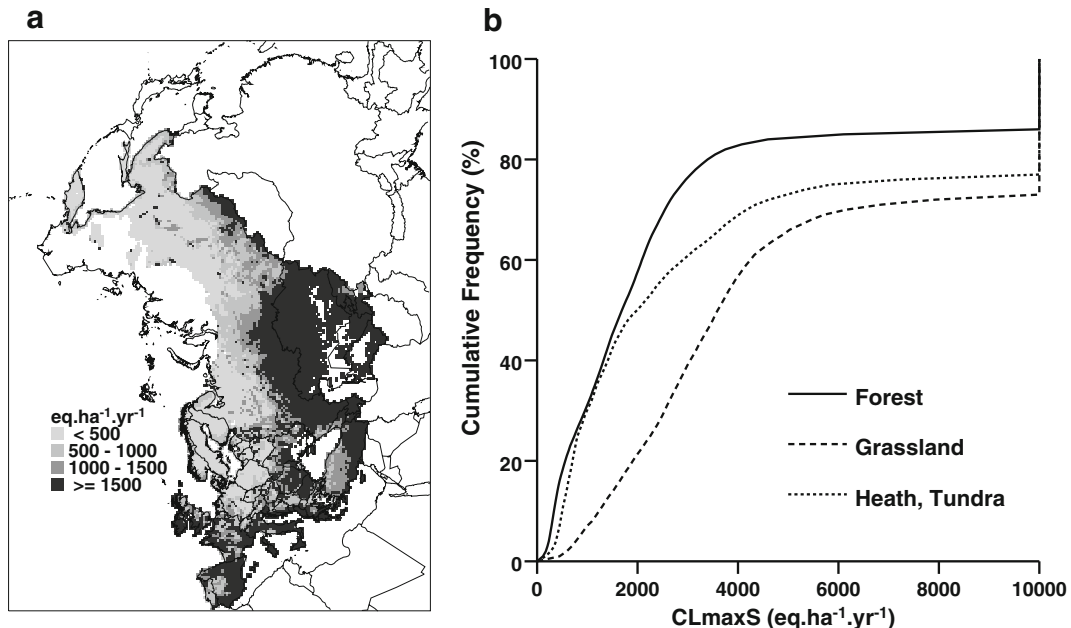 a
eq.ha⁻¹.yr⁻¹
< 500
500 - 1000
1000 - 1500
>= 1500
b
Cumulative Frequency (%)
100
80
60
40
20
0
Forest
Grassland
Heath, Tundra
0 2000 4000 6000 8000 10000
CLmaxS (eq.ha⁻¹.yr⁻¹)